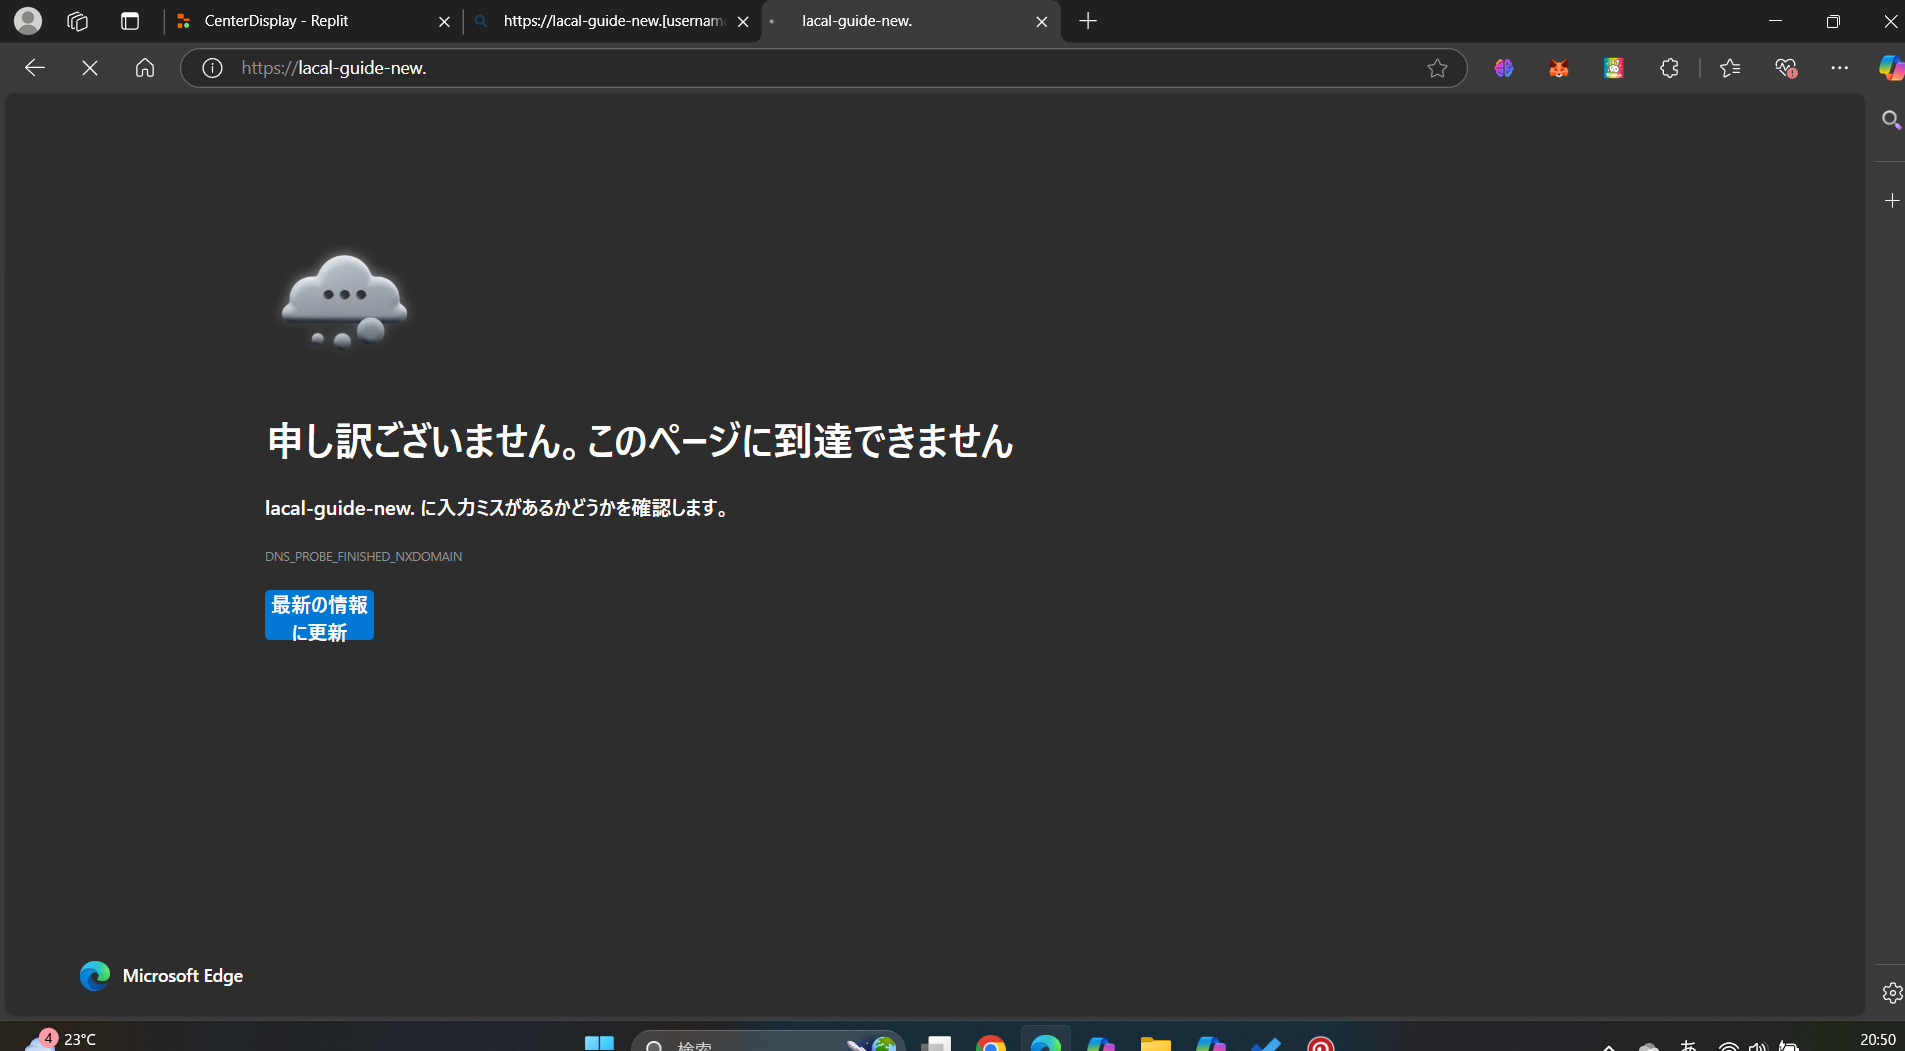 CenterDisplay - Replit
https://lacal-guide-new.[usernam
lacal-guide-new.
https://lacal-guide-new.
申し訳ございません。このページに到達できません
lacal-guide-new. に入力ミスがあるかどうかを確認します。
DNS_PROBE_FINISHED_NXDOMAIN
最新の情報
に更新
Microsoft Edge
4
23°C
検索
あ
20:50